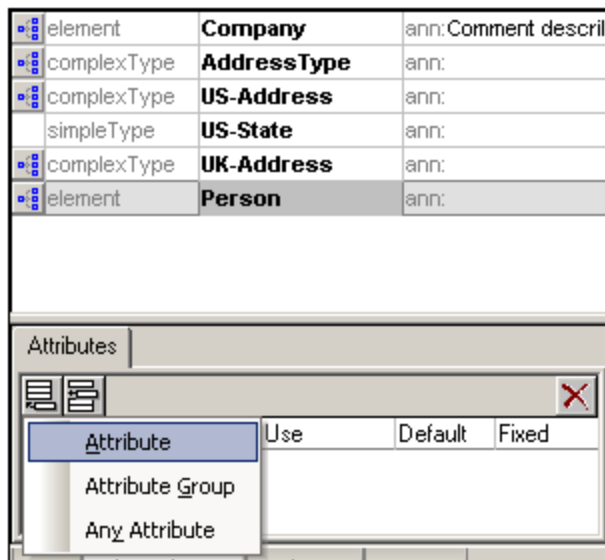 element Company ann:Comment descri
complexType AddressType ann:
complexType US-Address ann:
simpleType US-State ann:
complexType UK-Address ann:
element Person ann:
Attributes
Use Default Fixed
Attribute
Attribute Group
Any Attribute